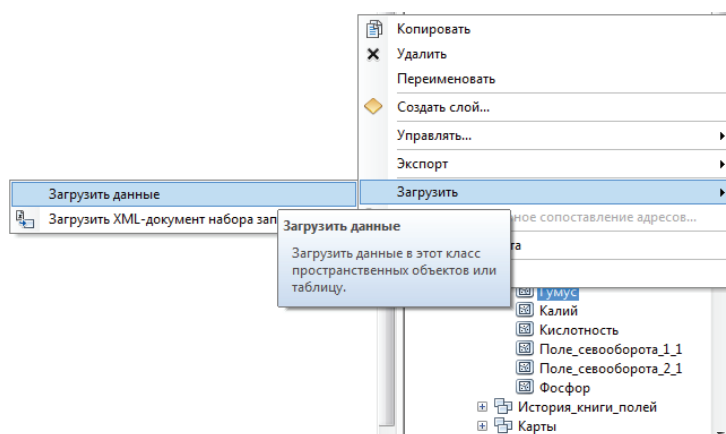 Копировать
Удалить
Переименовать
Создать слой...
Управлять...
Экспорт
Загрузить
Загрузить данные
Загрузить XML-документ набора
Загрузить данные
Загрузить данные в этот класс
пространственных объектов или
таблицу.
сопоставление адресов...
Гумус
Калий
Кислотность
Поле_севооборота_1_1
Поле_севооборота_2_1
Фосфор
История_книги_полей
Карты